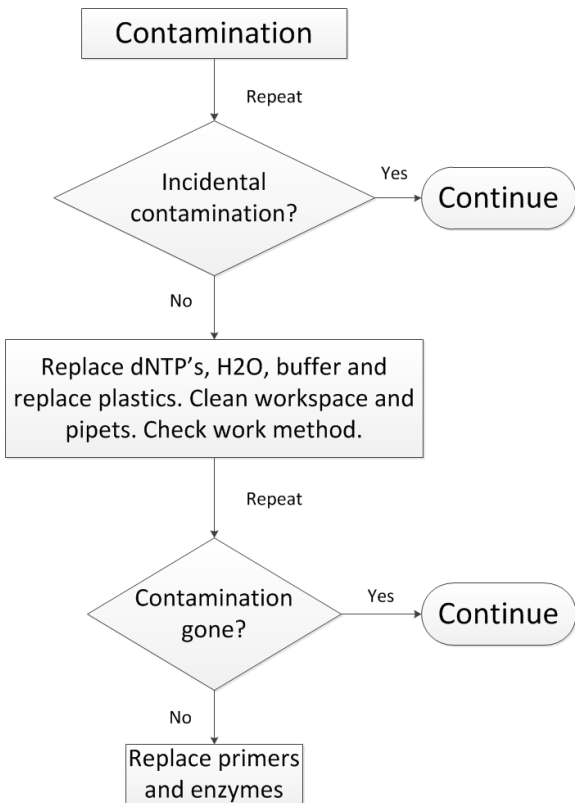 Contamination
Repeat
Incidental
contamination?
Yes
Continue
No
Replace dNTP's, H2O, buffer and
replace plastics. Clean workspace and
pipets. Check work method.
Repeat
Contamination
gone?
Yes
Continue
No
Replace primers
and enzymes